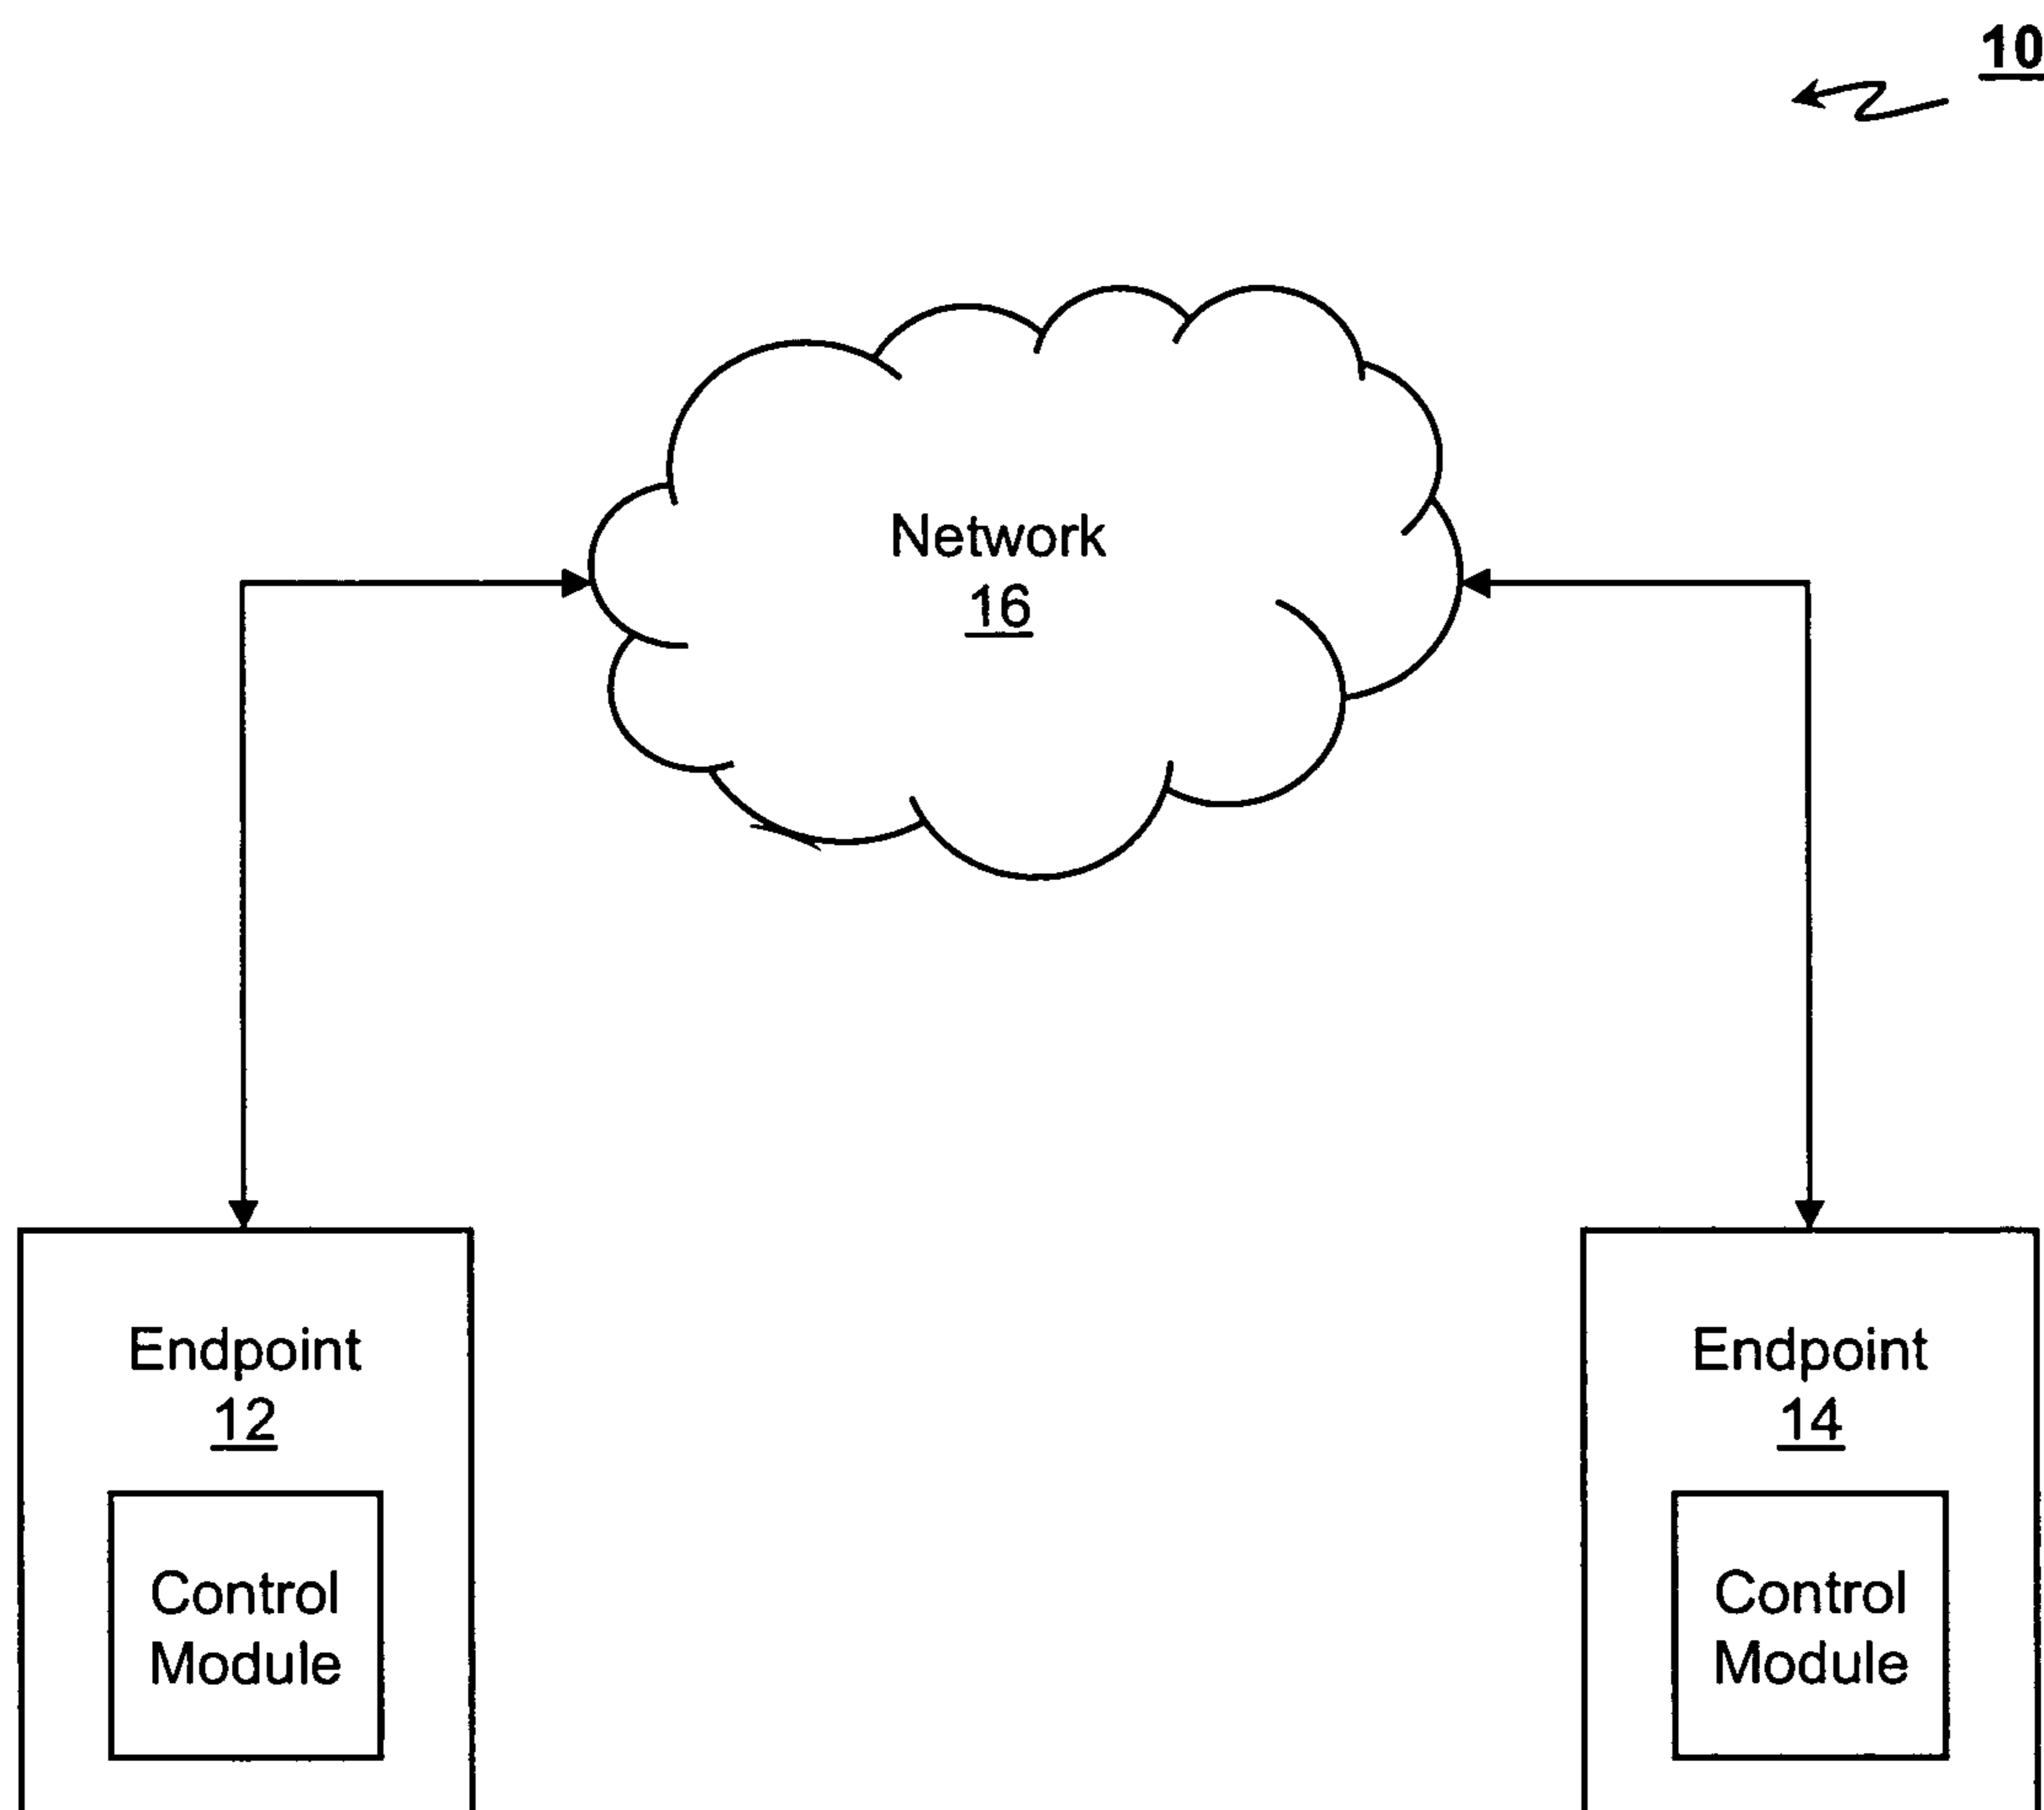 10
Network
16
Endpoint
12
Control
Module
Endpoint
14
Control
Module